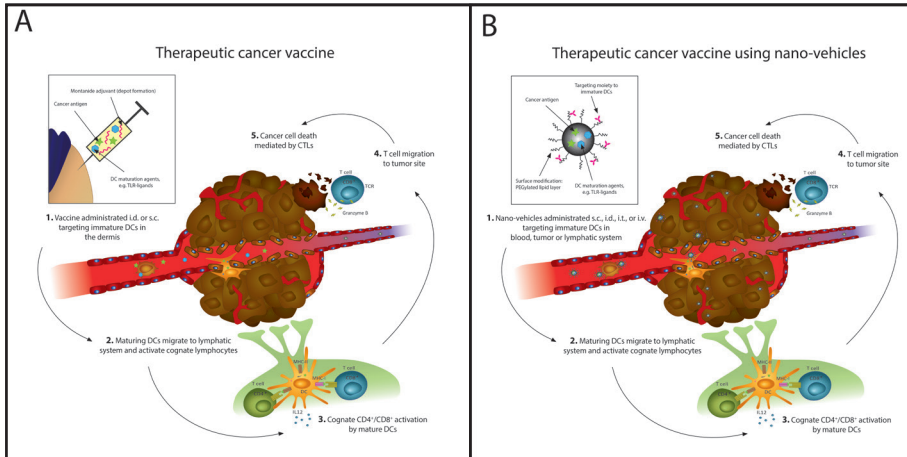 A
Therapeutic cancer vaccine
Montanide adjuvant (depot formation)
Cancer antigen
DC maturation agents,
e.g. TLR-ligands
5. Cancer cell death
mediated by CTLs
4. T cell migration
to tumor site
T cell
TCR
Granzyme B
1. Vaccine administrated i.d. or s.c.
targeting immature DCs in
the dermis
2. Maturing DCs migrate to lymphatic
system and activate cognate lymphocytes
MHC-II
MHC-I
T cell
T cell
CD4+
DC
IL12
3. Cognate CD4+/CD8+ activation
by mature DCs
B
Therapeutic cancer vaccine using nano-vehicles
Targeting moiety to
immature DCs
Cancer antigen
Surface modification:
PEGylated lipid layer
DC maturation agents,
e.g. TLR-ligands
5. Cancer cell death
mediated by CTLs
4. T cell migration
to tumor site
T cell
TCR
Granzyme B
1. Nano-vehicles administrated s.c., i.d., i.t., or i.v.
targeting immature DCs in
blood, tumor or lymphatic system
2. Maturing DCs migrate to lymphatic
system and activate cognate lymphocytes
MHC-II
MHC-I
T cell
T cell
CD4+
DC
IL12
3. Cognate CD4+/CD8+ activation
by mature DCs